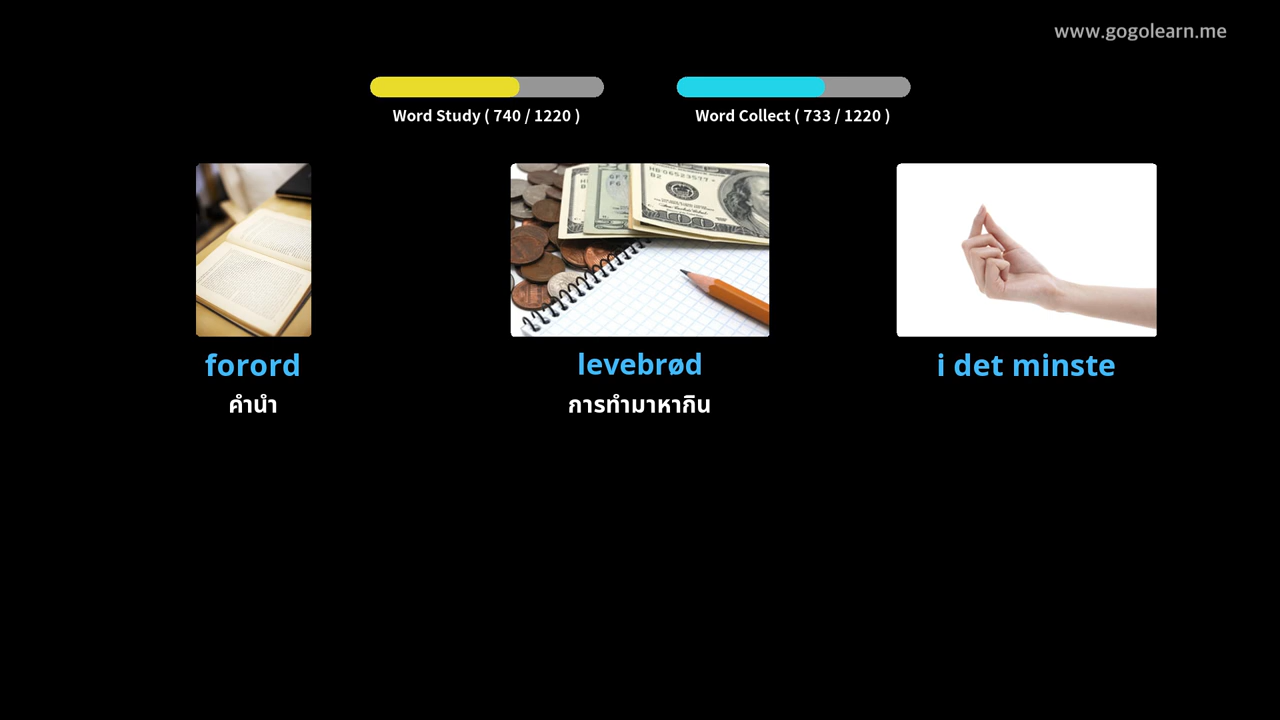 www.gogolearn.me
Word Study ( 740 / 1220 )
Word Collect ( 733 / 1220 )
forord
levebrød
i det minste
คำนำ
การทำมาหากิน